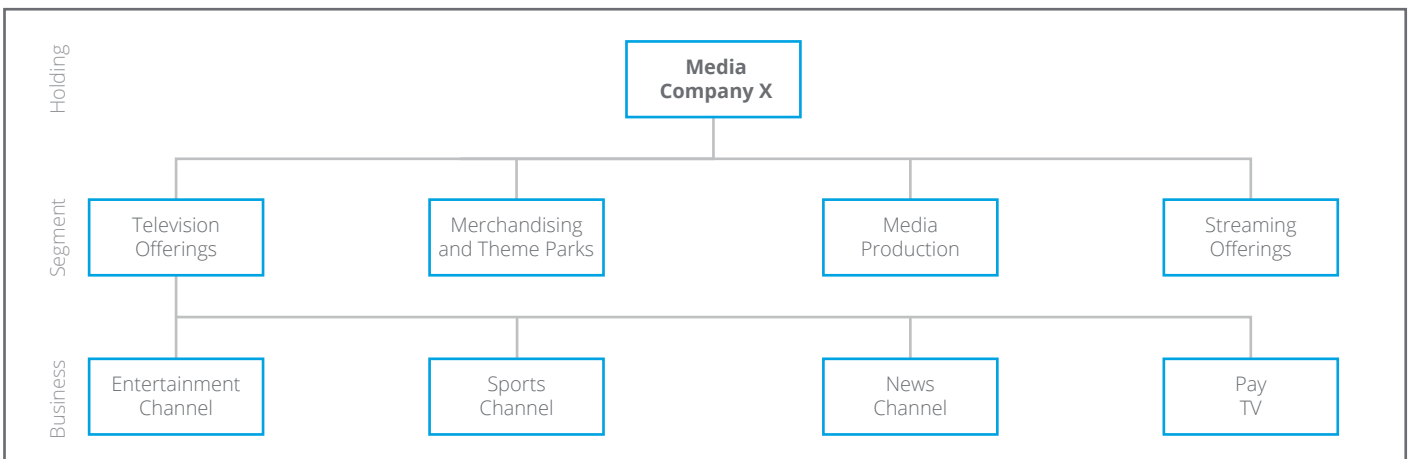 Holding
Media
Company X
Segment
Television
Offerings
Merchandising
and Theme Parks
Media
Production
Streaming
Offerings
Business
Entertainment
Channel
Sports
Channel
News
Channel
Pay
TV